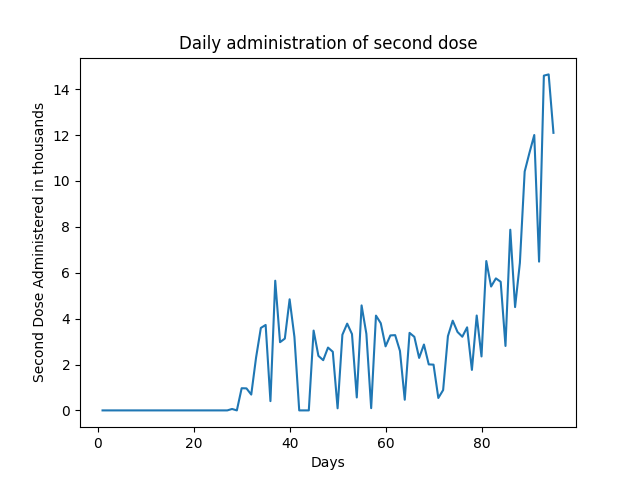 Daily administration of second dose
Second Dose Administered in thousands
14
12
10
8
6
4
2
0
0 20 40 60 80
Days